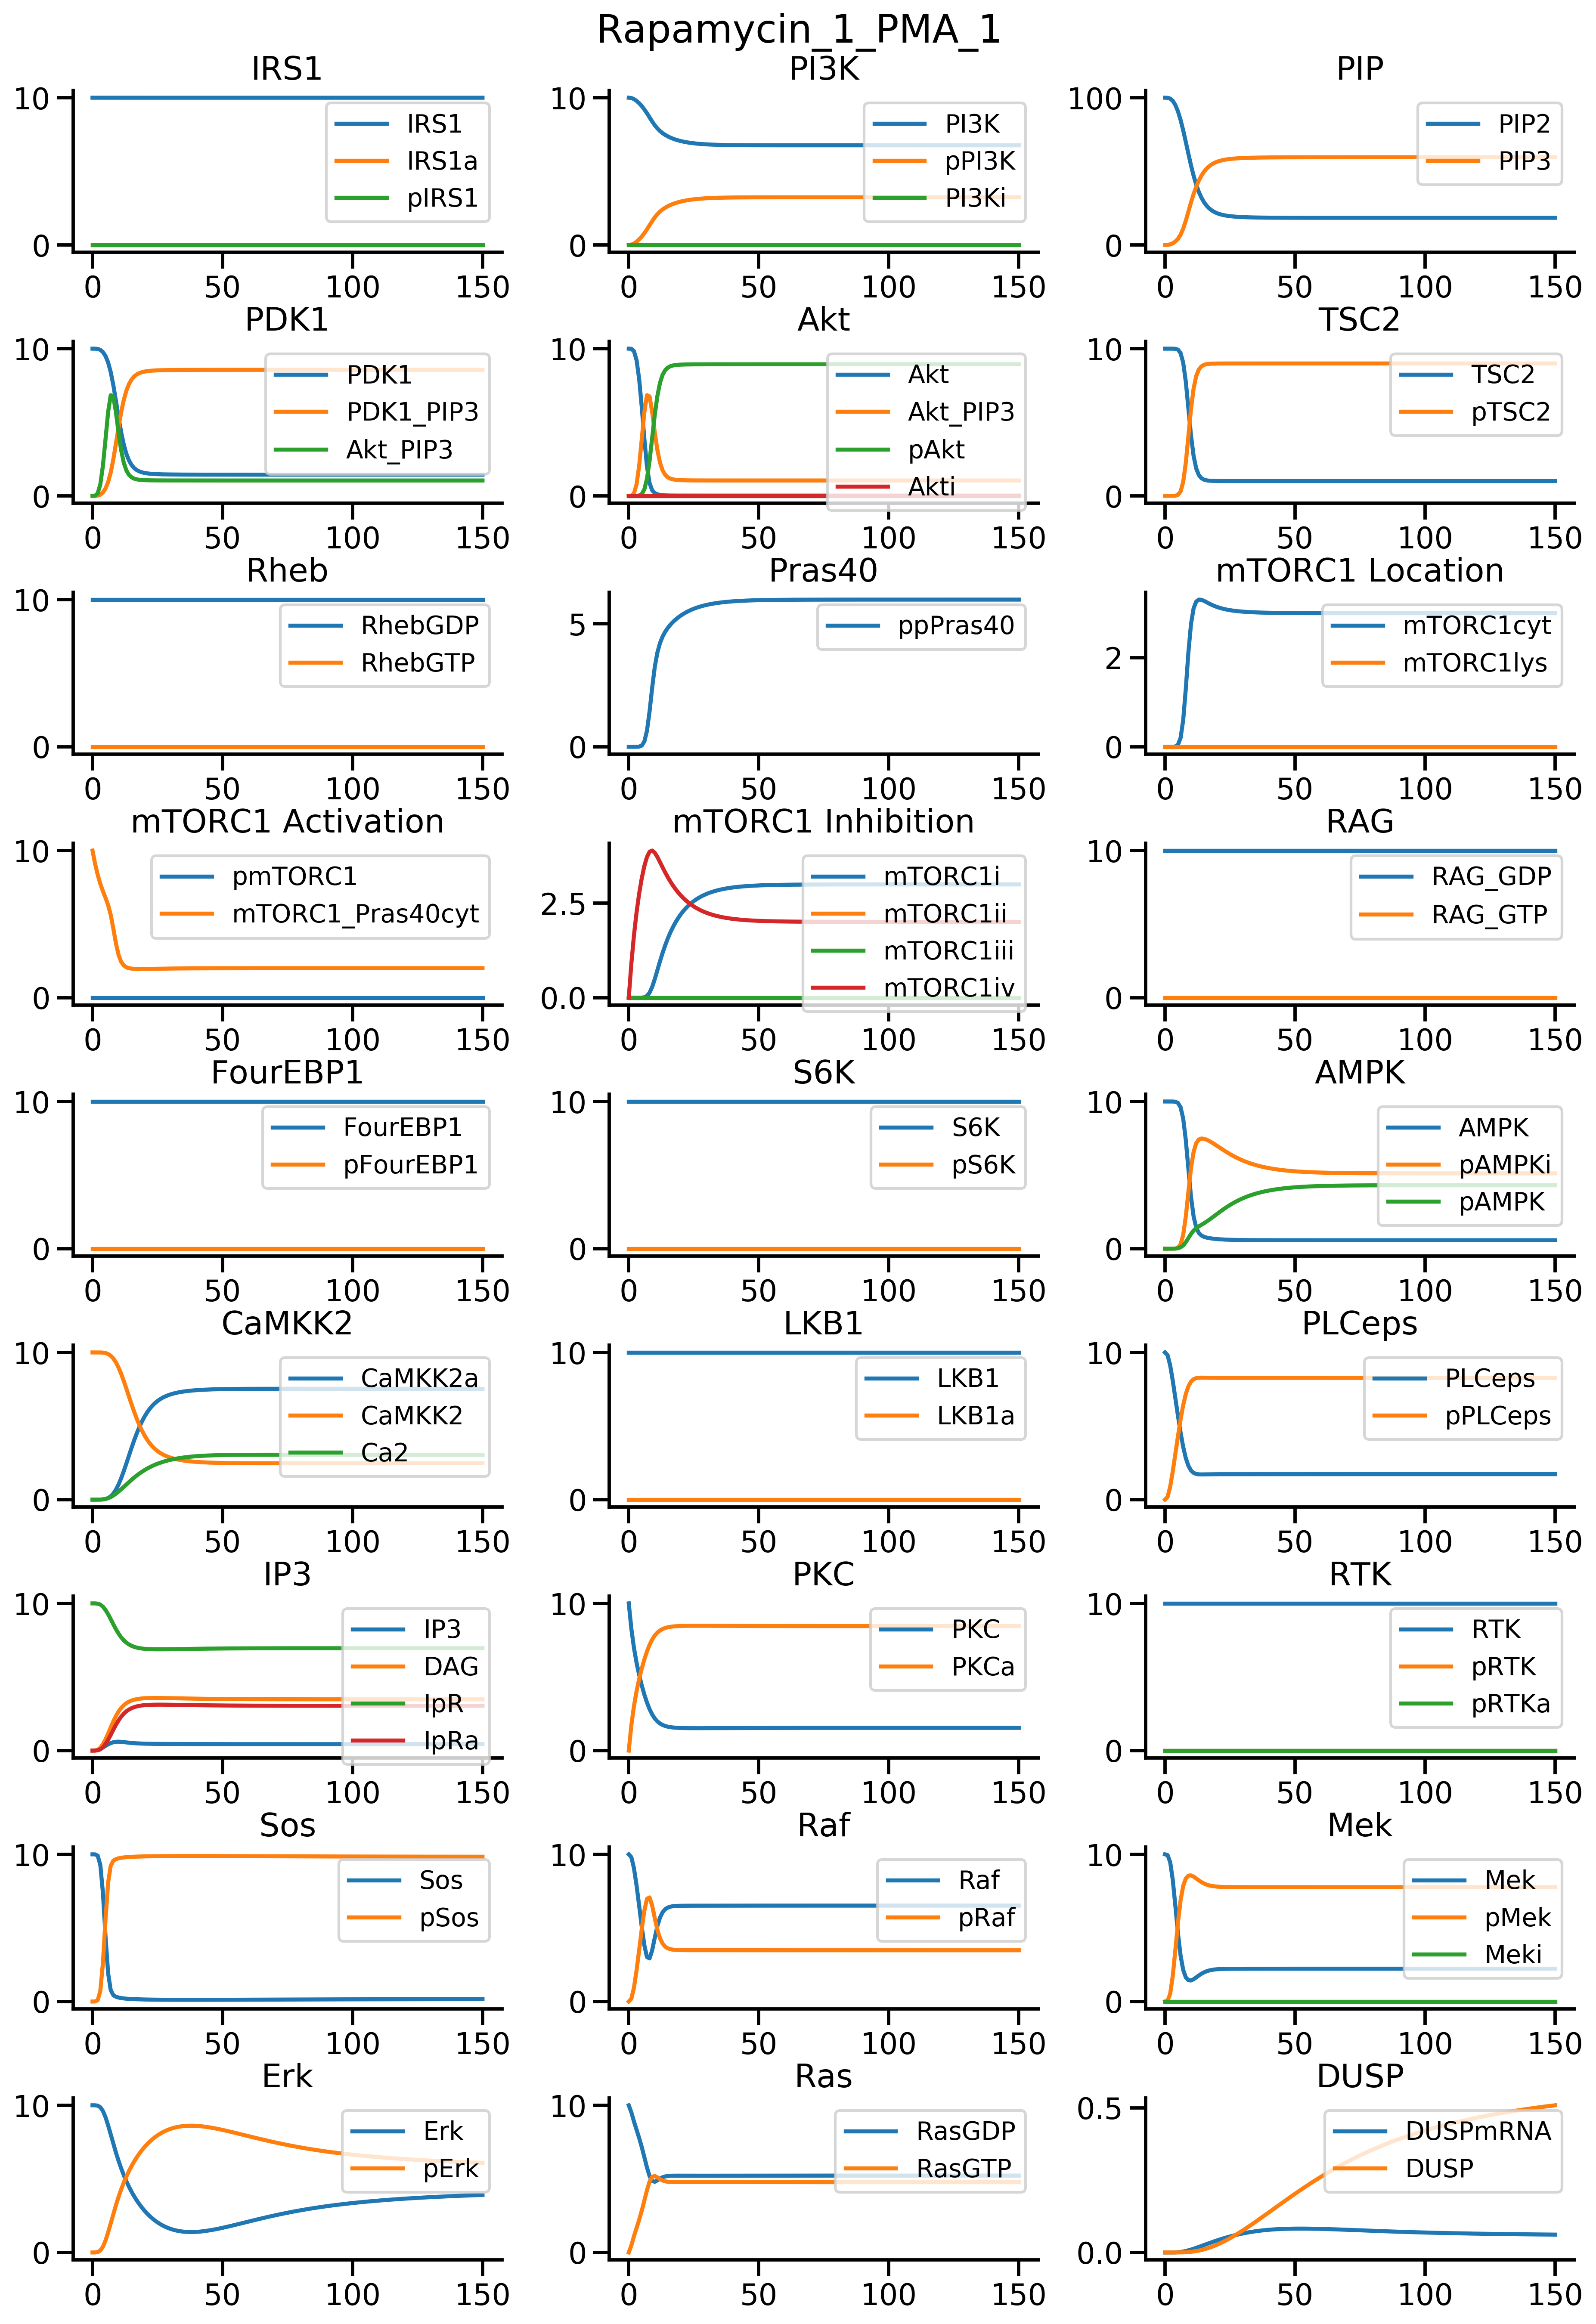 Rapamycin_1_PMA_1
IRS1
10
0
0 50 100 150
IRS1
IRS1a
pIRS1
PI3K
10
0
0 50 100 150
PI3K
pPI3K
PI3Ki
PIP
100
0
0 50 100 150
PIP2
PIP3
PDK1
10
0
0 50 100 150
PDK1
PDK1_PIP3
Akt_PIP3
Akt
10
0
0 50 100 150
Akt
Akt_PIP3
pAkt
Akti
TSC2
10
0
0 50 100 150
TSC2
pTSC2
Rheb
10
0
0 50 100 150
RhebGDP
RhebGTP
Pras40
5
0
0 50 100 150
ppPras40
mTORC1 Location
2
0
0 50 100 150
mTORC1cyt
mTORC1lys
mTORC1 Activation
10
0
0 50 100 150
pmTORC1
mTORC1_Pras40cyt
mTORC1 Inhibition
2.5
0.0
0 50 100 150
mTORC1i
mTORC1ii
mTORC1iii
mTORC1iv
RAG
10
0
0 50 100 150
RAG_GDP
RAG_GTP
FourEBP1
10
0
0 50 100 150
FourEBP1
pFourEBP1
S6K
10
0
0 50 100 150
S6K
pS6K
AMPK
10
0
0 50 100 150
AMPK
pAMPKi
pAMPK
CaMKK2
10
0
0 50 100 150
CaMKK2a
CaMKK2
Ca2
LKB1
10
0
0 50 100 150
LKB1
LKB1a
PLCeps
10
0
0 50 100 150
PLCeps
pPLCeps
IP3
10
0
0 50 100 150
IP3
DAG
IpR
IpRa
PKC
10
0
0 50 100 150
PKC
PKCa
RTK
10
0
0 50 100 150
RTK
pRTK
pRTKa
Sos
10
0
0 50 100 150
Sos
pSos
Raf
10
0
0 50 100 150
Raf
pRaf
Mek
10
0
0 50 100 150
Mek
pMek
Meki
Erk
10
0
0 50 100 150
Erk
pErk
Ras
10
0
0 50 100 150
RasGDP
RasGTP
DUSP
0.5
0.0
0 50 100 150
DUSPmRNA
DUSP